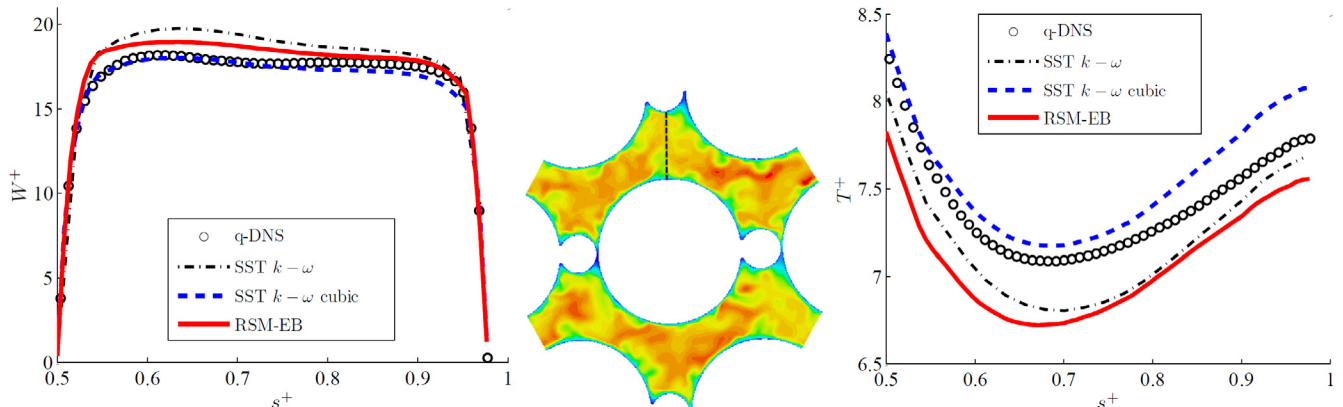 20
15
10
5
0
W⁺
q-DNS
SST k − ω
SST k − ω cubic
RSM-EB
0.5 0.6 0.7 0.8 0.9 1
s⁺
8.5
8
7.5
7
6.5
T⁺
q-DNS
SST k − ω
SST k − ω cubic
RSM-EB
0.5 0.6 0.7 0.8 0.9 1
s⁺